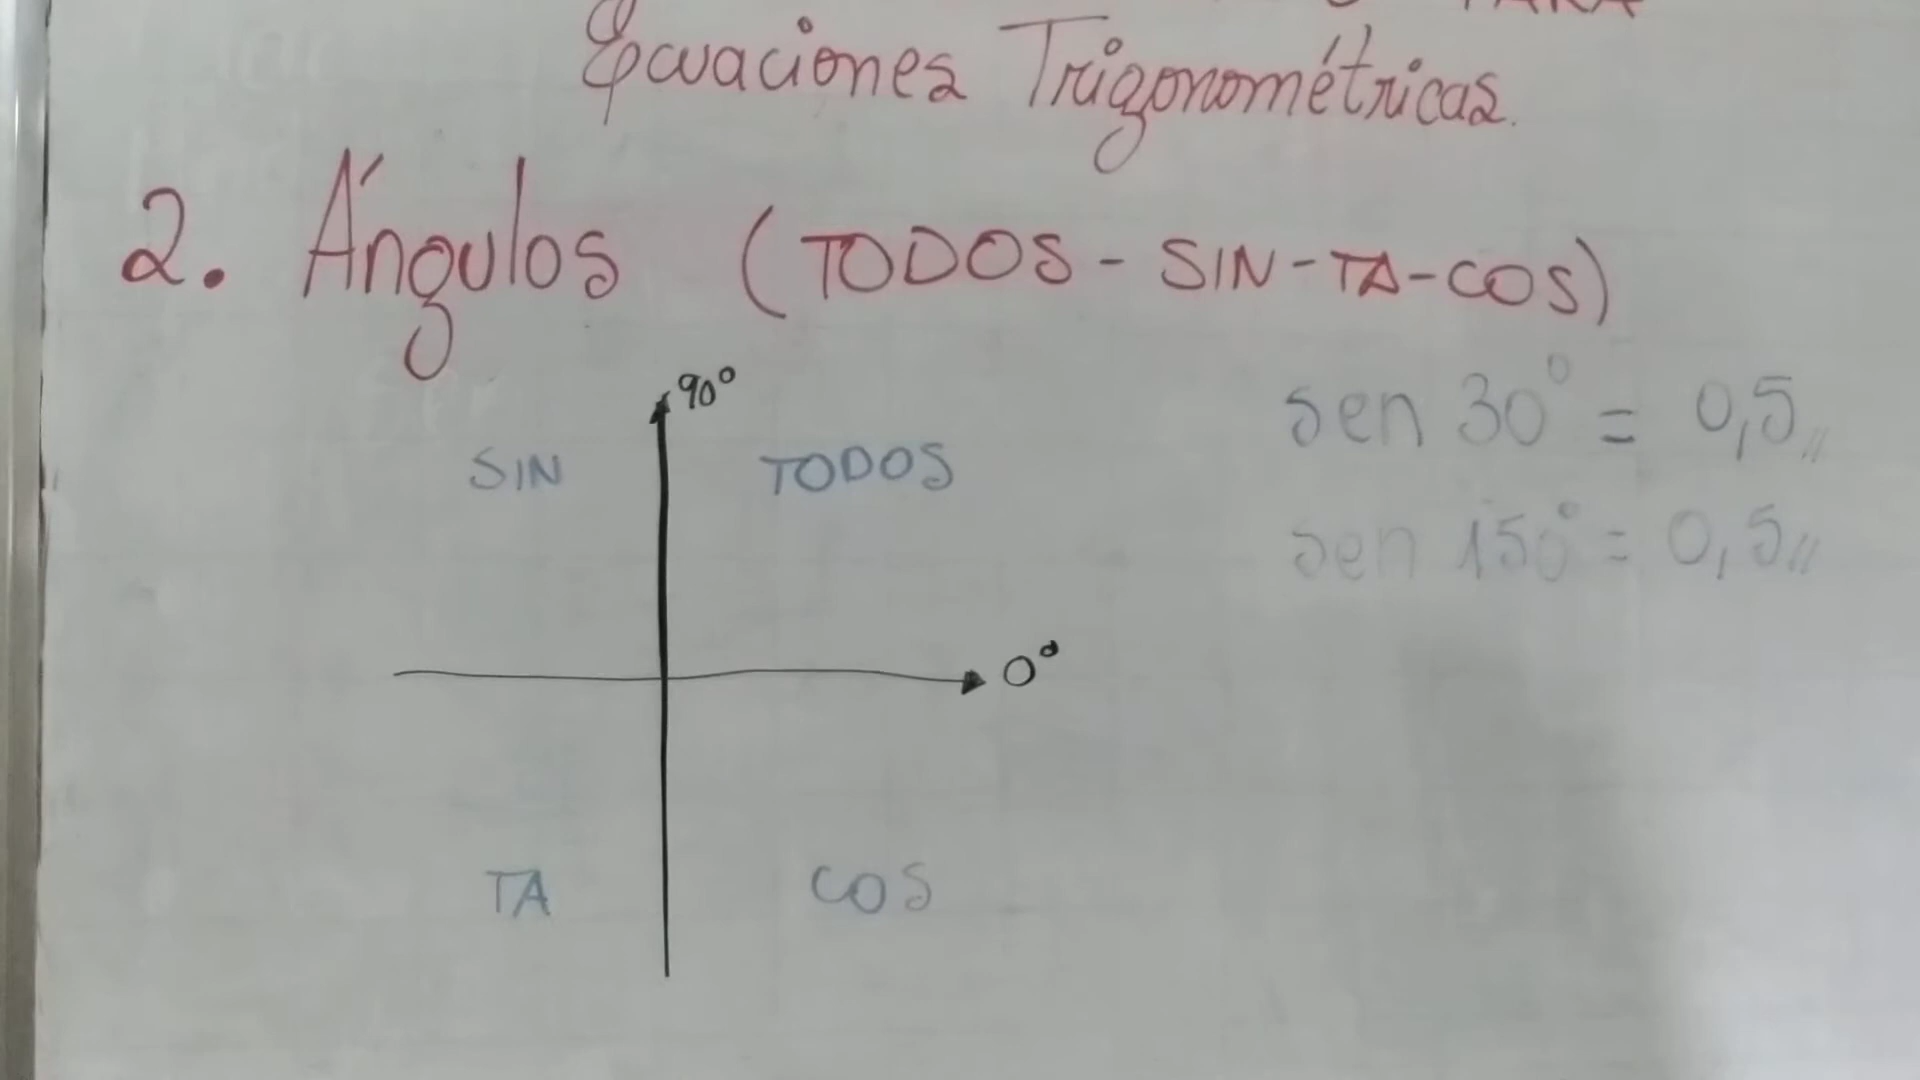 PARA
Ecuaciones Trigonométricas.
2. Ángulos (TODOS - SIN - TA - COS)
90°
SIN TODOS
sen 30° = 0,5
sen 150° = 0,5
0°
TA COS